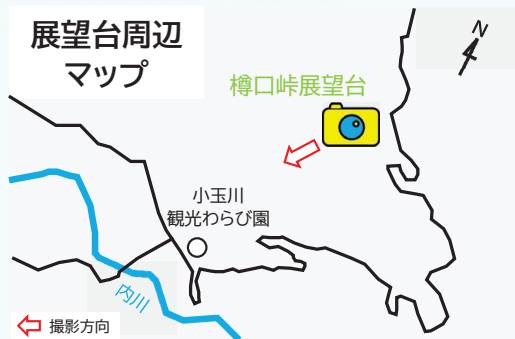 展望台周辺
マップ
N
樽口峠展望台
小玉川
観光わらび園
内川
撮影方向